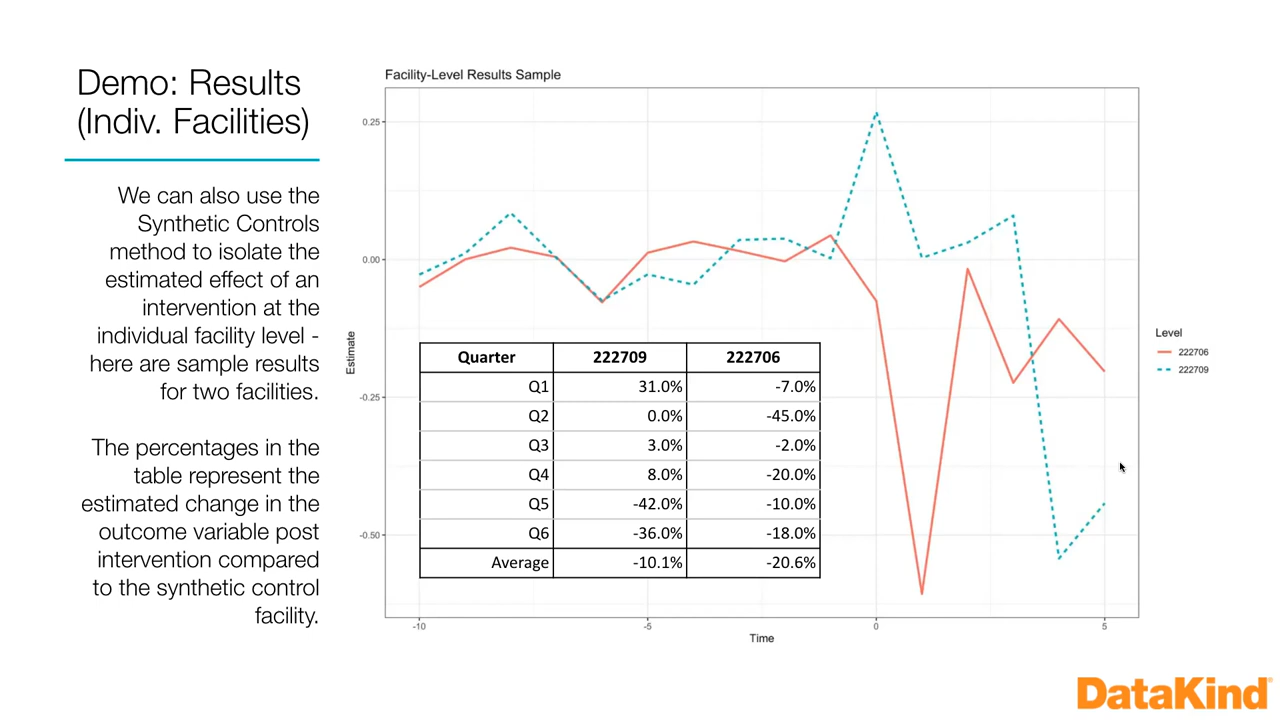 Demo: Results
(Indiv. Facilities)
We can also use the
Synthetic Controls
method to isolate the
estimated effect of an
intervention at the
individual facility level -
here are sample results
for two facilities.
The percentages in the
table represent the
estimated change in the
outcome variable post
intervention compared
to the synthetic control
facility.
Facility-Level Results Sample
0.25
0.00
-0.25
-0.50
Estimate
-10 -5 0 5
Time
Quarter 222709 222706
Q1 31.0% -7.0%
Q2 0.0% -45.0%
Q3 3.0% -2.0%
Q4 8.0% -20.0%
Q5 -42.0% -10.0%
Q6 -36.0% -18.0%
Average -10.1% -20.6%
Level
222706
222709
DataKind®